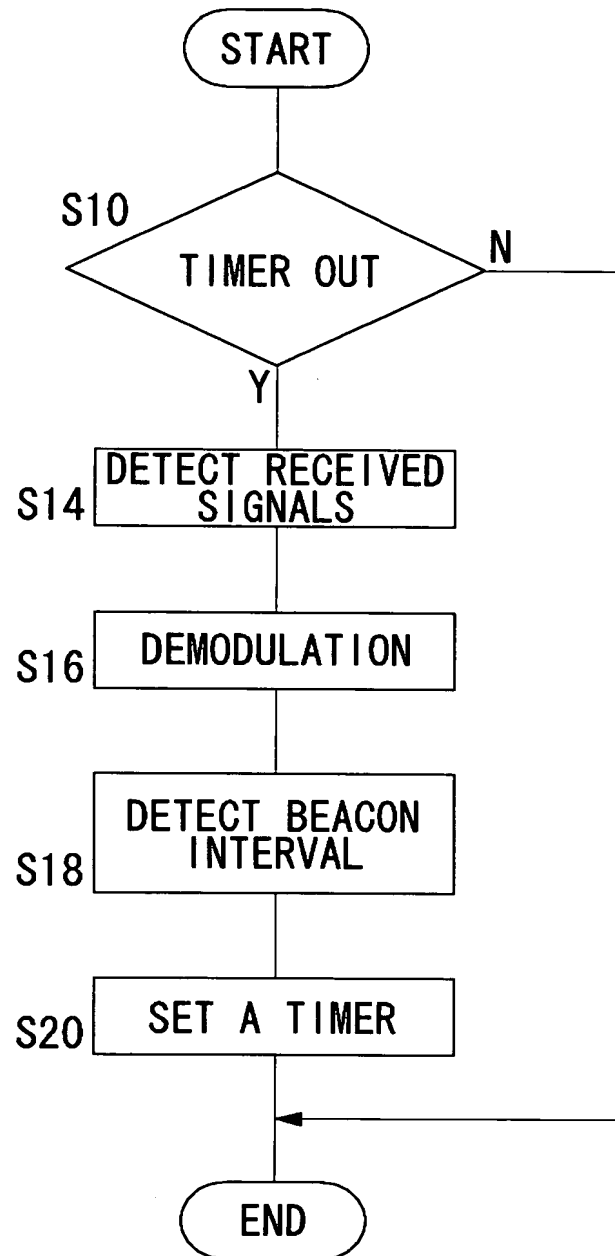 START
S10
TIMER OUT
N
Y
DETECT RECEIVED
SIGNALS
S14
DEMODULATION
S16
DETECT BEACON
INTERVAL
S18
SET A TIMER
S20
END